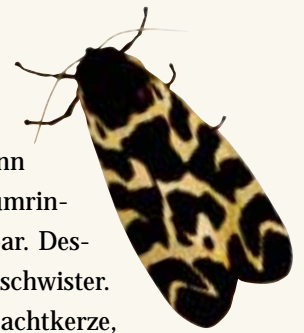 nn
umrin-
ar. Des-
schwister.
achtkerze,